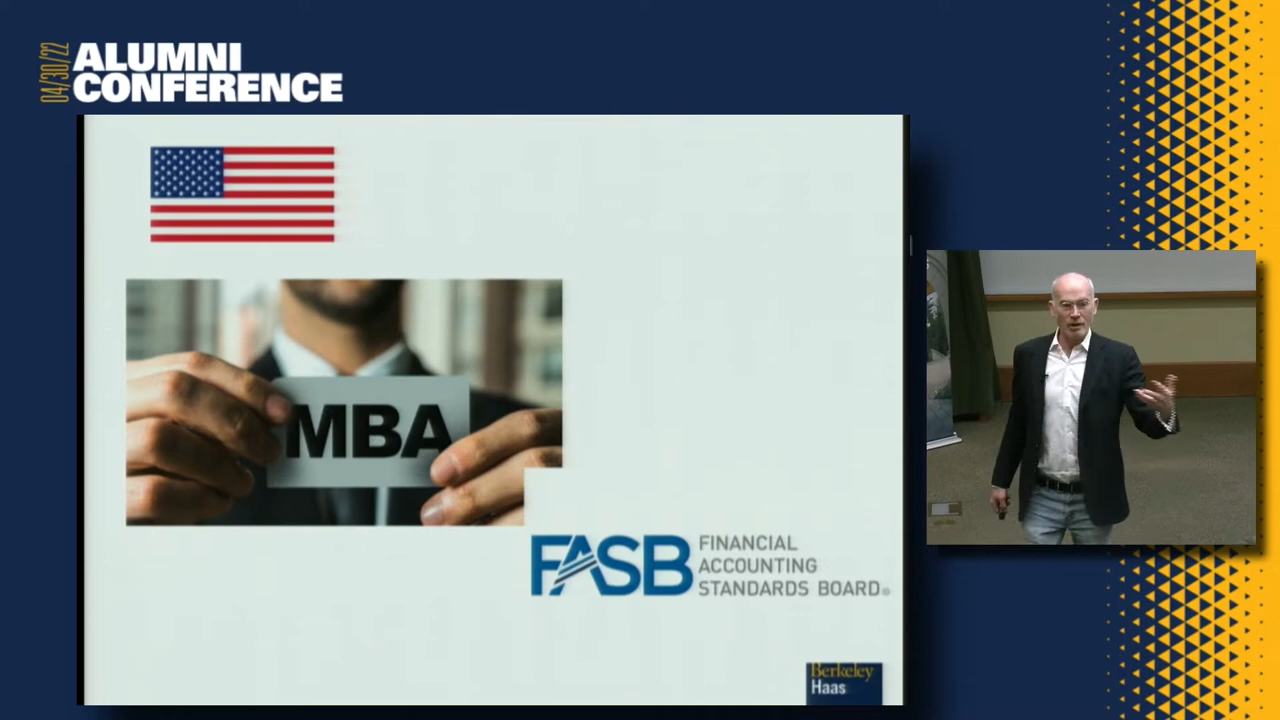 04/30/22
ALUMNI
CONFERENCE
MBA
FASB
FINANCIAL
ACCOUNTING
STANDARDS BOARD®
Berkeley
Haas